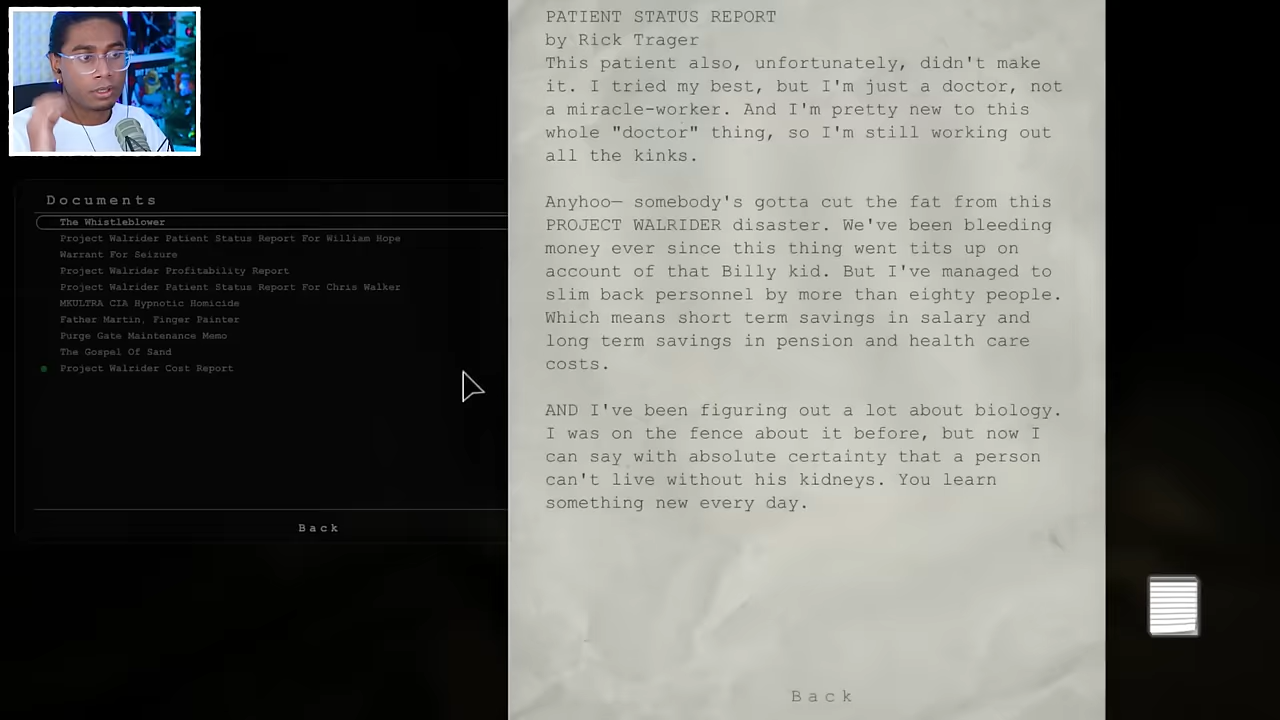 PATIENT STATUS REPORT
by Rick Trager
This patient also, unfortunately, didn't make
it. I tried my best, but I'm just a doctor, not
a miracle-worker. And I'm pretty new to this
whole "doctor" thing, so I'm still working out
all the kinks.
Anyhoo— somebody's gotta cut the fat from this
PROJECT WALRIDER disaster. We've been bleeding
money ever since this thing went tits up on
account of that Billy kid. But I've managed to
slim back personnel by more than eighty people.
Which means short term savings in salary and
long term savings in pension and health care
costs.
AND I've been figuring out a lot about biology.
I was on the fence about it before, but now I
can say with absolute certainty that a person
can't live without his kidneys. You learn
something new every day.
Back
Documents
The Whistleblower
Project Walrider Patient Status Report For William Hope
Warrant For Seizure
Project Walrider Profitability Report
Project Walrider Patient Status Report For Chris Walker
MKULTRA CIA Hypnotic Homicide
Father Martin, Finger Painter
Purge Gate Maintenance Memo
The Gospel Of Sand
Project Walrider Cost Report
Back